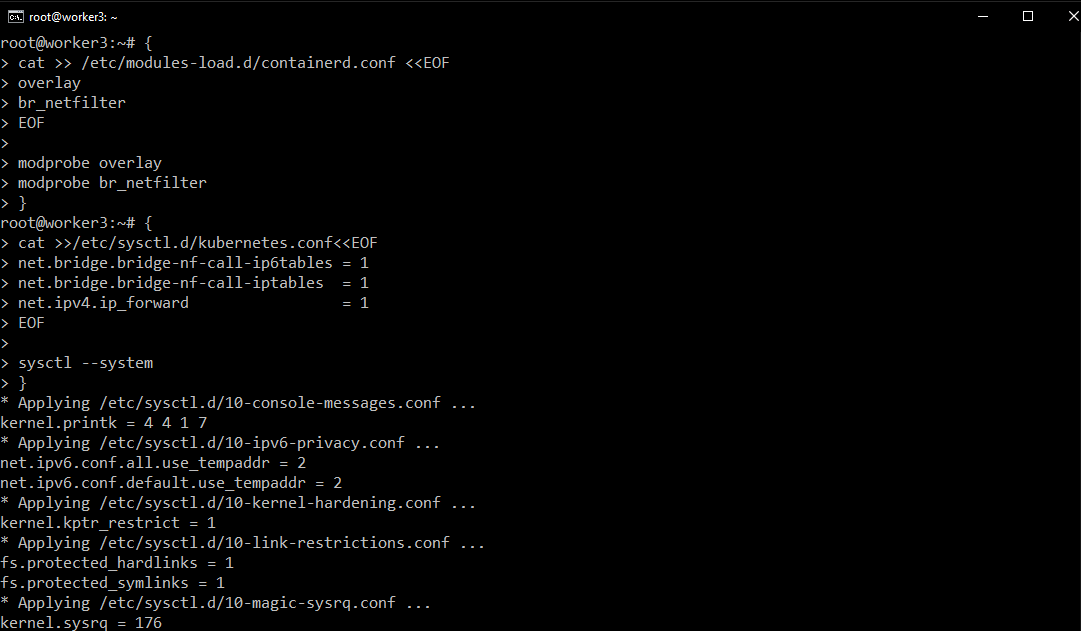 root@worker3: ~
root@worker3:~# {
> cat >> /etc/modules-load.d/containerd.conf <<EOF
> overlay
> br_netfilter
> EOF
>
> modprobe overlay
> modprobe br_netfilter
> }
root@worker3:~# {
> cat >>/etc/sysctl.d/kubernetes.conf<<EOF
> net.bridge.bridge-nf-call-ip6tables = 1
> net.bridge.bridge-nf-call-iptables  = 1
> net.ipv4.ip_forward                 = 1
> EOF
>
> sysctl --system
> }
* Applying /etc/sysctl.d/10-console-messages.conf ...
kernel.printk = 4 4 1 7
* Applying /etc/sysctl.d/10-ipv6-privacy.conf ...
net.ipv6.conf.all.use_tempaddr = 2
net.ipv6.conf.default.use_tempaddr = 2
* Applying /etc/sysctl.d/10-kernel-hardening.conf ...
kernel.kptr_restrict = 1
* Applying /etc/sysctl.d/10-link-restrictions.conf ...
fs.protected_hardlinks = 1
fs.protected_symlinks = 1
* Applying /etc/sysctl.d/10-magic-sysrq.conf ...
kernel.sysrq = 176